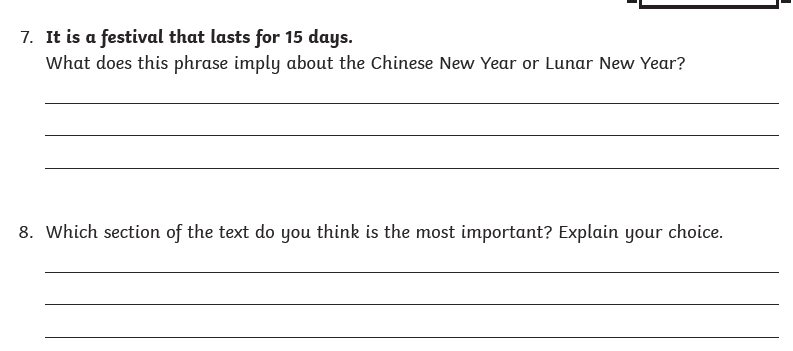 7. It is a festival that lasts for 15 days.
What does this phrase imply about the Chinese New Year or Lunar New Year?
8. Which section of the text do you think is the most important? Explain your choice.